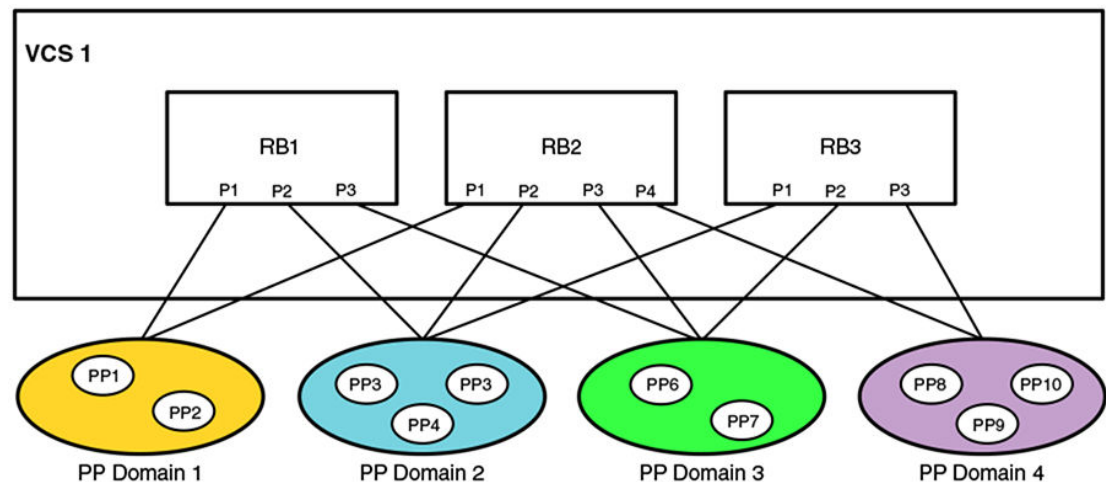 VCS 1
RB1 RB2 RB3
P1 P2 P3 P1 P2 P3 P4 P1 P2 P3
PP1 PP2
PP3 PP3 PP4
PP6 PP7
PP8 PP10 PP9
PP Domain 1 PP Domain 2 PP Domain 3 PP Domain 4